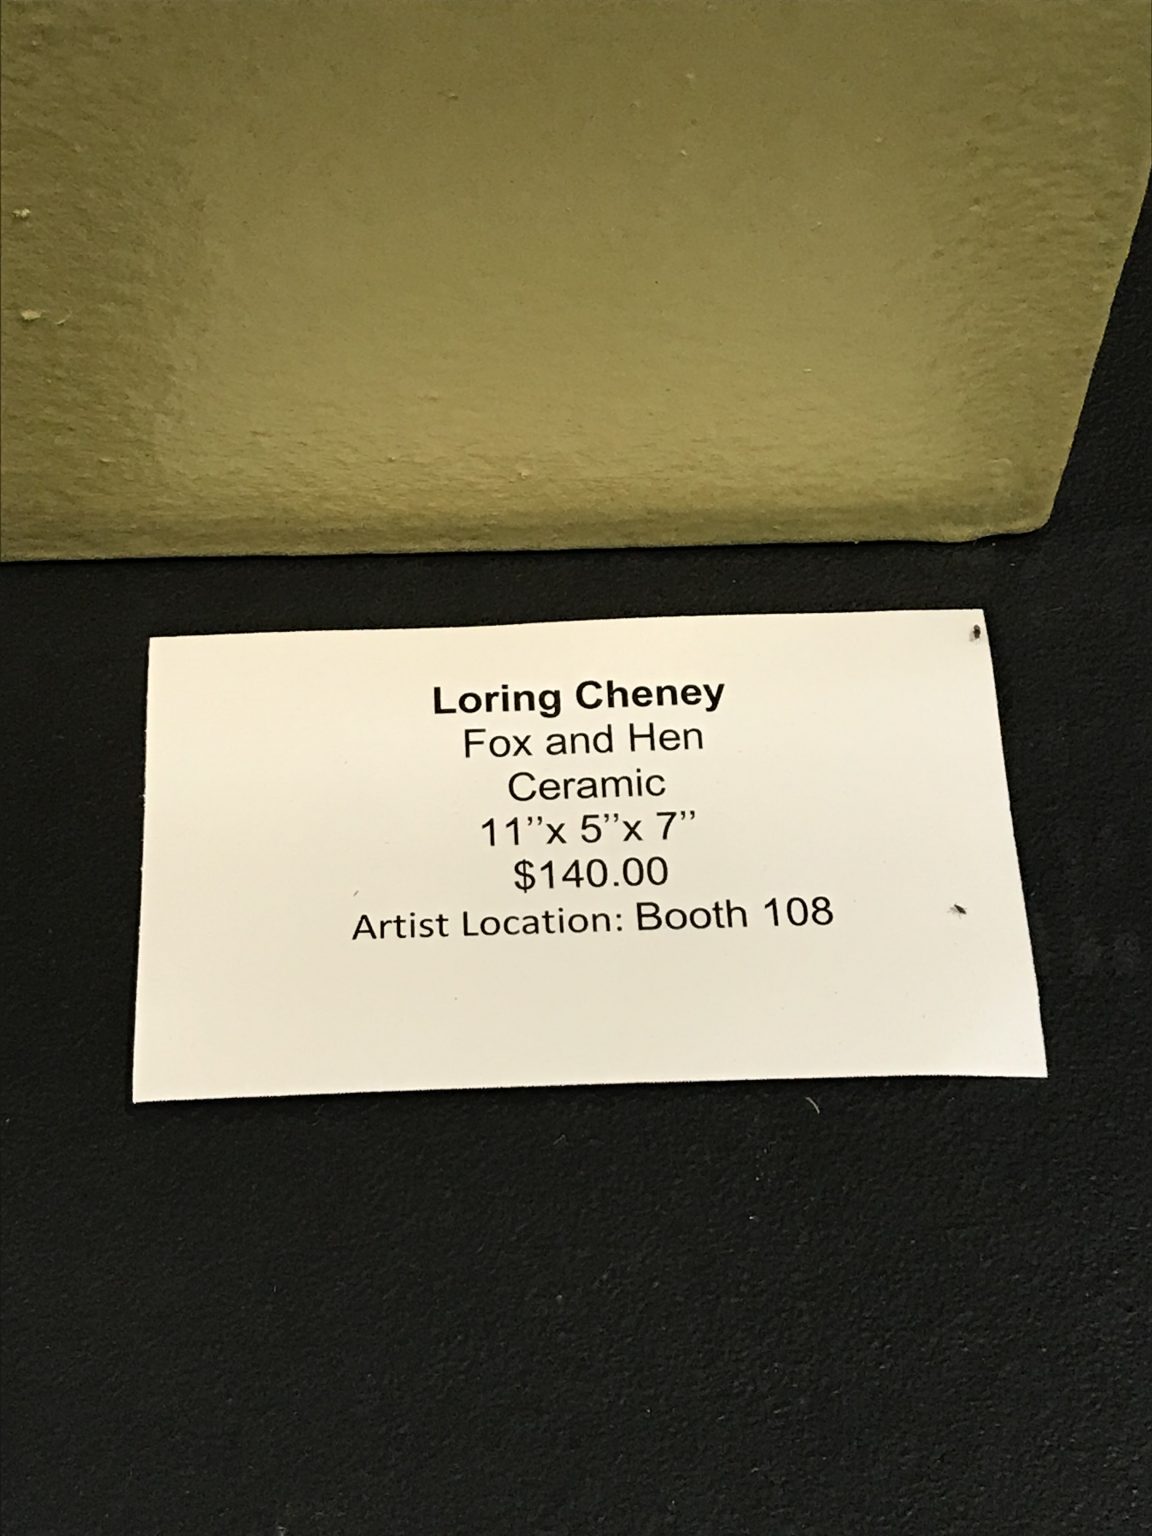 Loring Cheney
Fox and Hen
Ceramic
11’’x 5’’x 7’’
$140.00
Artist Location: Booth 108